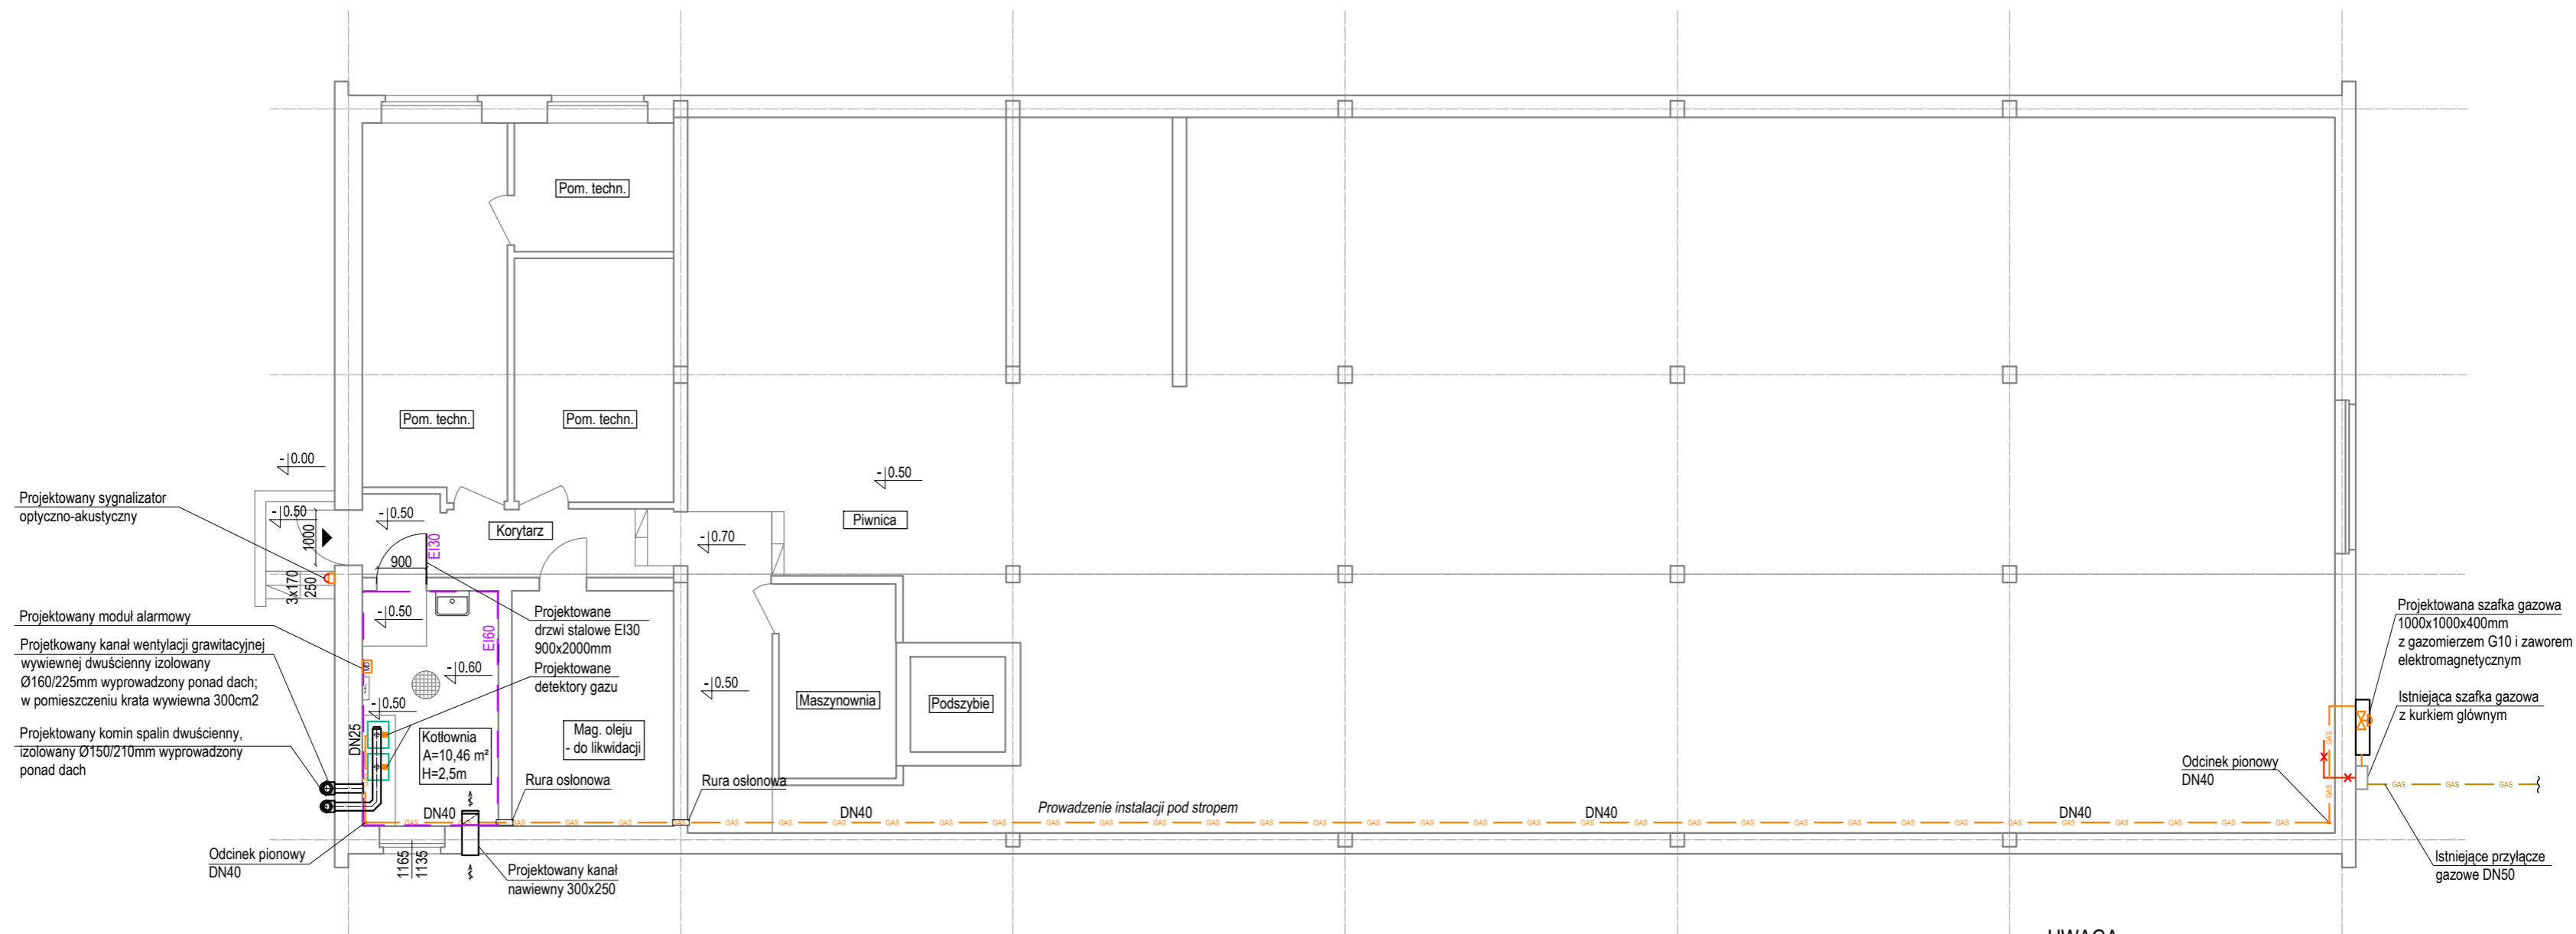 Pom. techn.
Pom. techn.
Pom. techn.
-0.00
-0.50
Piwnica
Projektowany sygnalizator
optyczno-akustyczny
-0.50
1000
-0.50
Korytarz
EI30
900
-0.70
3x170
250
Projektowany moduł alarmowy
-0.50
EI60
Projektowane
drzwi stalowe EI30
900x2000mm
Projetkowany kanał wentylacji grawitacyjnej
wywiewnej dwuścienny izolowany
Ø160/225mm wyprowadzony ponad dach;
w pomieszczeniu krata wywiewna 300cm2
MD
-0.60
Projektowane
detektory gazu
-0.50
-0.50
Maszynownia
Podszybie
Projektowana szafka gazowa
1000x1000x400mm
z gazomierzem G10 i zaworem
elektromagnetycznym
Istniejąca szafka gazowa
z kurkiem głównym
Projektowany komin spalin dwuścienny,
izolowany Ø150/210mm wyprowadzony
ponad dach
DN25
Kotłownia
A=10,46 m²
H=2,5m
Mag. oleju
- do likwidacji
Rura osłonowa
Rura osłonowa
Odcinek pionowy
DN40
GAS GAS GAS
DN40
DN40
Prowadzenie instalacji pod stropem
DN40
DN40
Odcinek pionowy
DN40
1165
1135
Projektowany kanał
nawiewny 300x250
Istniejące przyłącze
gazowe DN50
UWAGA